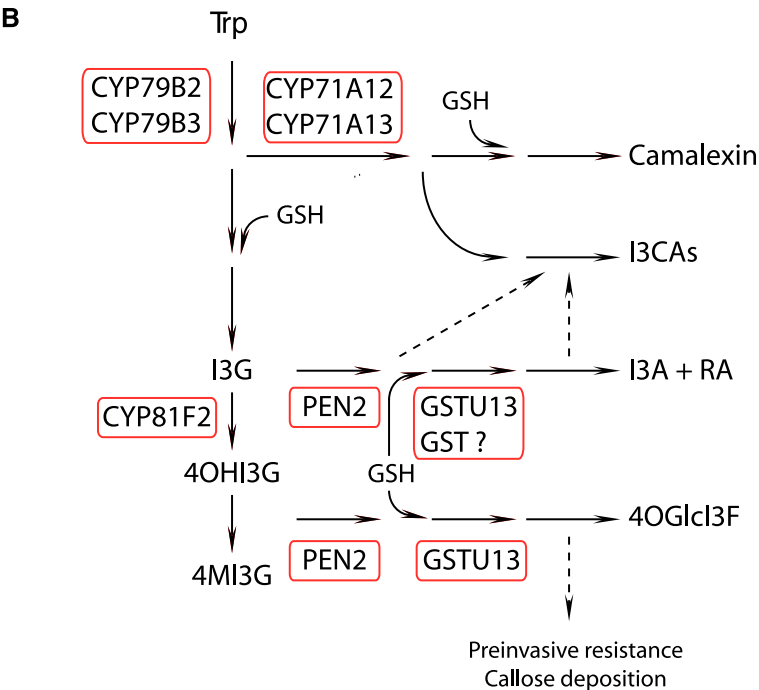 B
Trp
CYP79B2
CYP79B3
CYP71A12
CYP71A13
GSH
Camalexin
GSH
I3CAs
I3G
PEN2
GSTU13
GST ?
I3A + RA
CYP81F2
4OHI3G
GSH
4OGlcI3F
4MI3G
PEN2
GSTU13
Preinvasive resistance
Callose deposition